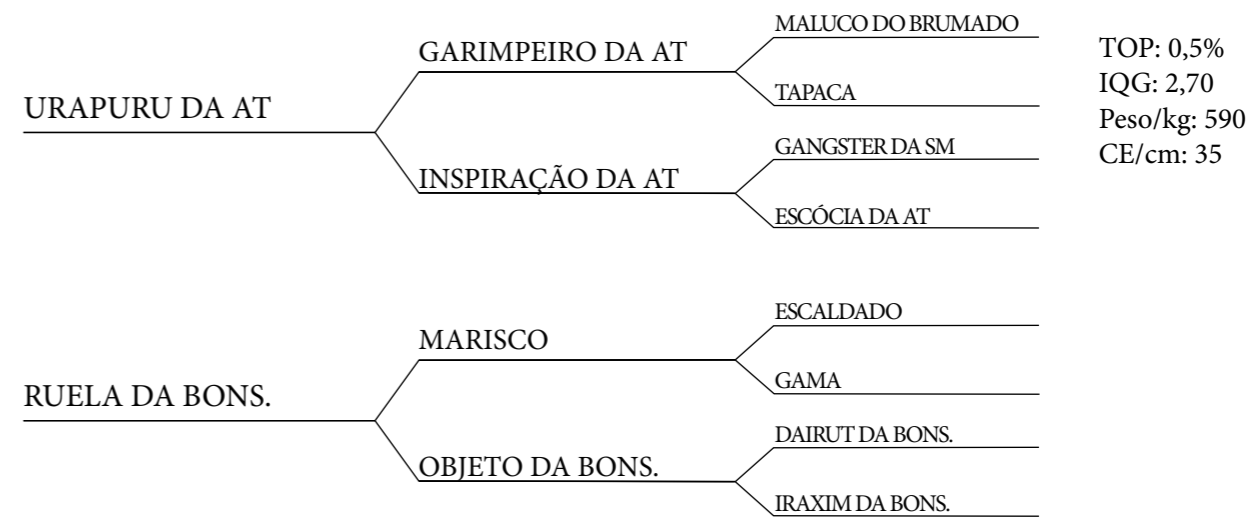 MALUCO DO BRUMADO
GARIMPEIRO DA AT
TAPACA
URAPURU DA AT
GANGSTER DA SM
INSPIRAÇÃO DA AT
ESCÓCIA DA AT
TOP: 0,5%
IQG: 2,70
Peso/kg: 590
CE/cm: 35
ESCALDADO
MARISCO
GAMA
RUELA DA BONS.
DAIRUT DA BONS.
OBJETO DA BONS.
IRAXIM DA BONS.